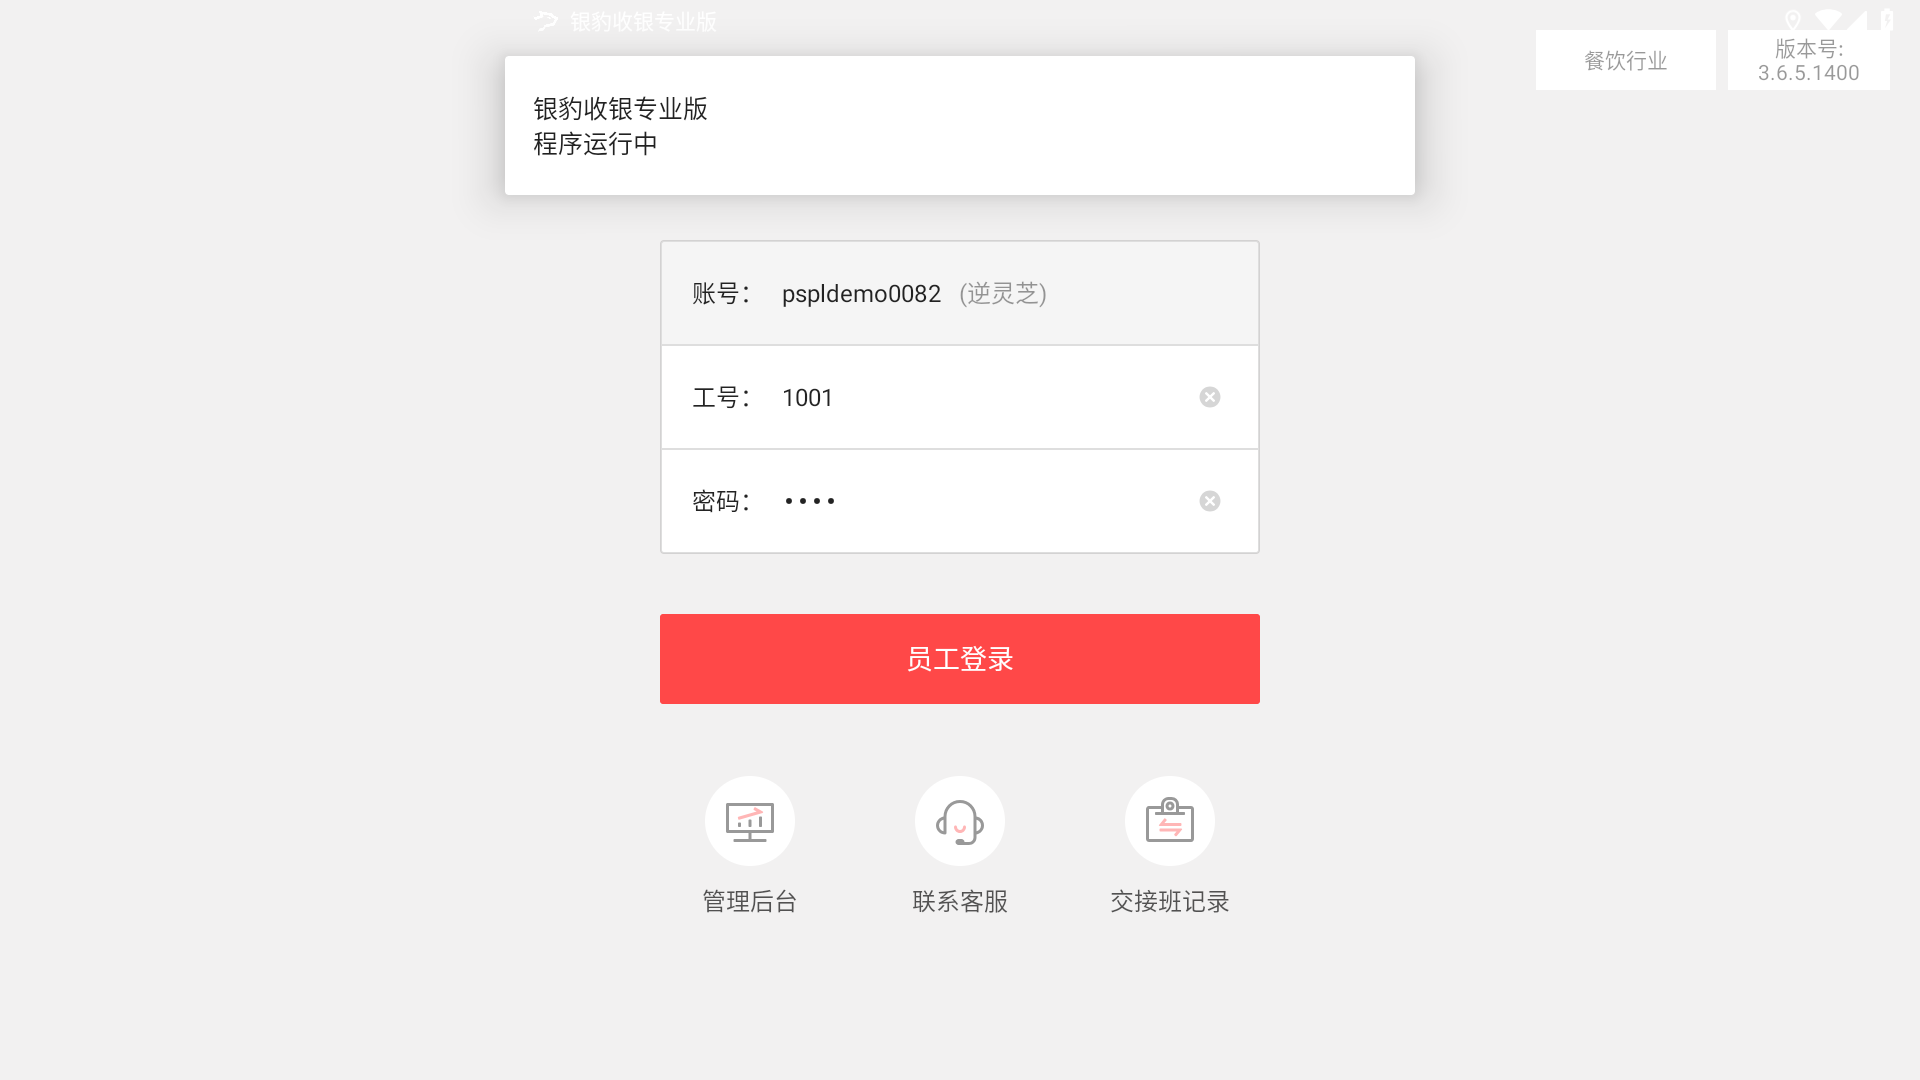 银豹收银专业版
餐饮行业
版本号:
3.6.5.1400
银豹收银专业版
程序运行中
账号： pspldemo0082 (逆灵芝)
工号： 1001
密码： ••••
员工登录
管理后台
联系客服
交接班记录